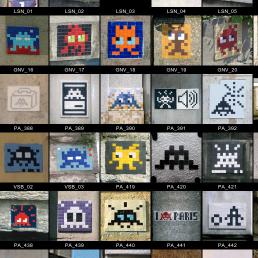 LSN_01 LSN_02 LSN_03 LSN_04 LSN_05
GNV_16 GNV_17 GNV_18 GNV_19 GNV_20
PA_388 PA_389 PA_390 PA_391 PA_392
VSB_02 VSB_03 PA_419 PA_420 PA_421
I PARIS
PA_438 PA_439 PA_440 PA_441 PA_442